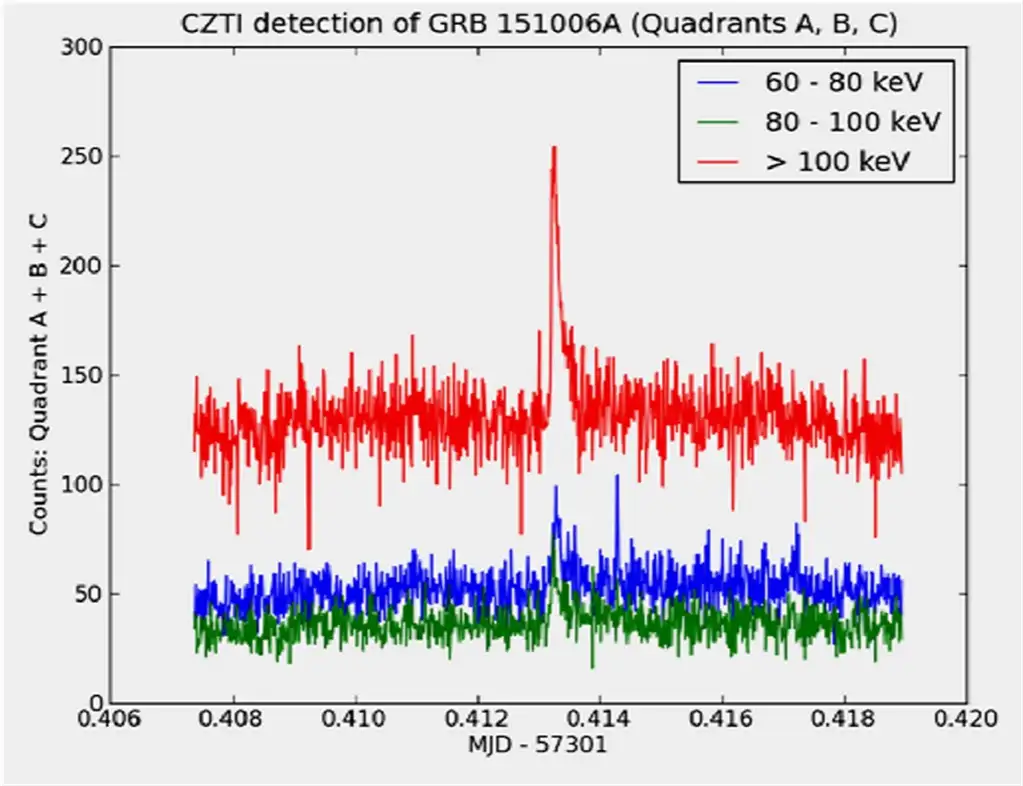 CZTI detection of GRB 151006A (Quadrants A, B, C)
300
250
200
150
100
50
0
Counts: Quadrant A + B + C
60 - 80 keV
80 - 100 keV
> 100 keV
0.406 0.408 0.410 0.412 0.414 0.416 0.418 0.420
MJD - 57301